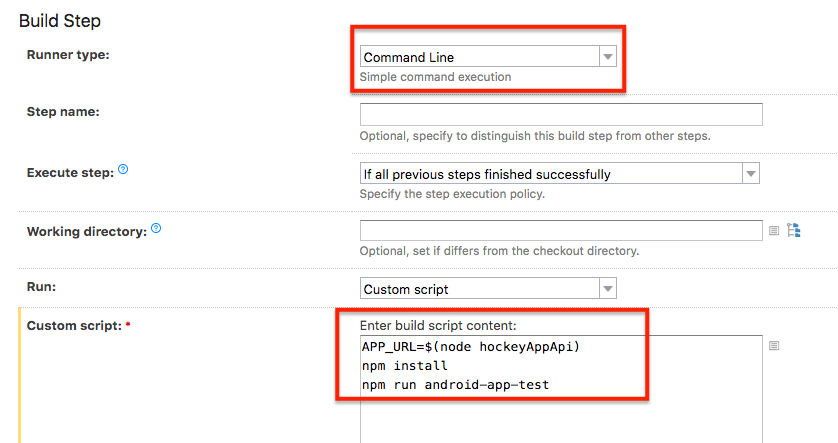 Build Step
Runner type:
Command Line
Simple command execution
Step name:
Optional, specify to distinguish this build step from other steps.
Execute step: ?
If all previous steps finished successfully
Specify the step execution policy.
Working directory: ?
Optional, set if differs from the checkout directory.
Run:
Custom script
Custom script: *
Enter build script content:
APP_URL=$(node hockeyAppApi)
npm install
npm run android-app-test